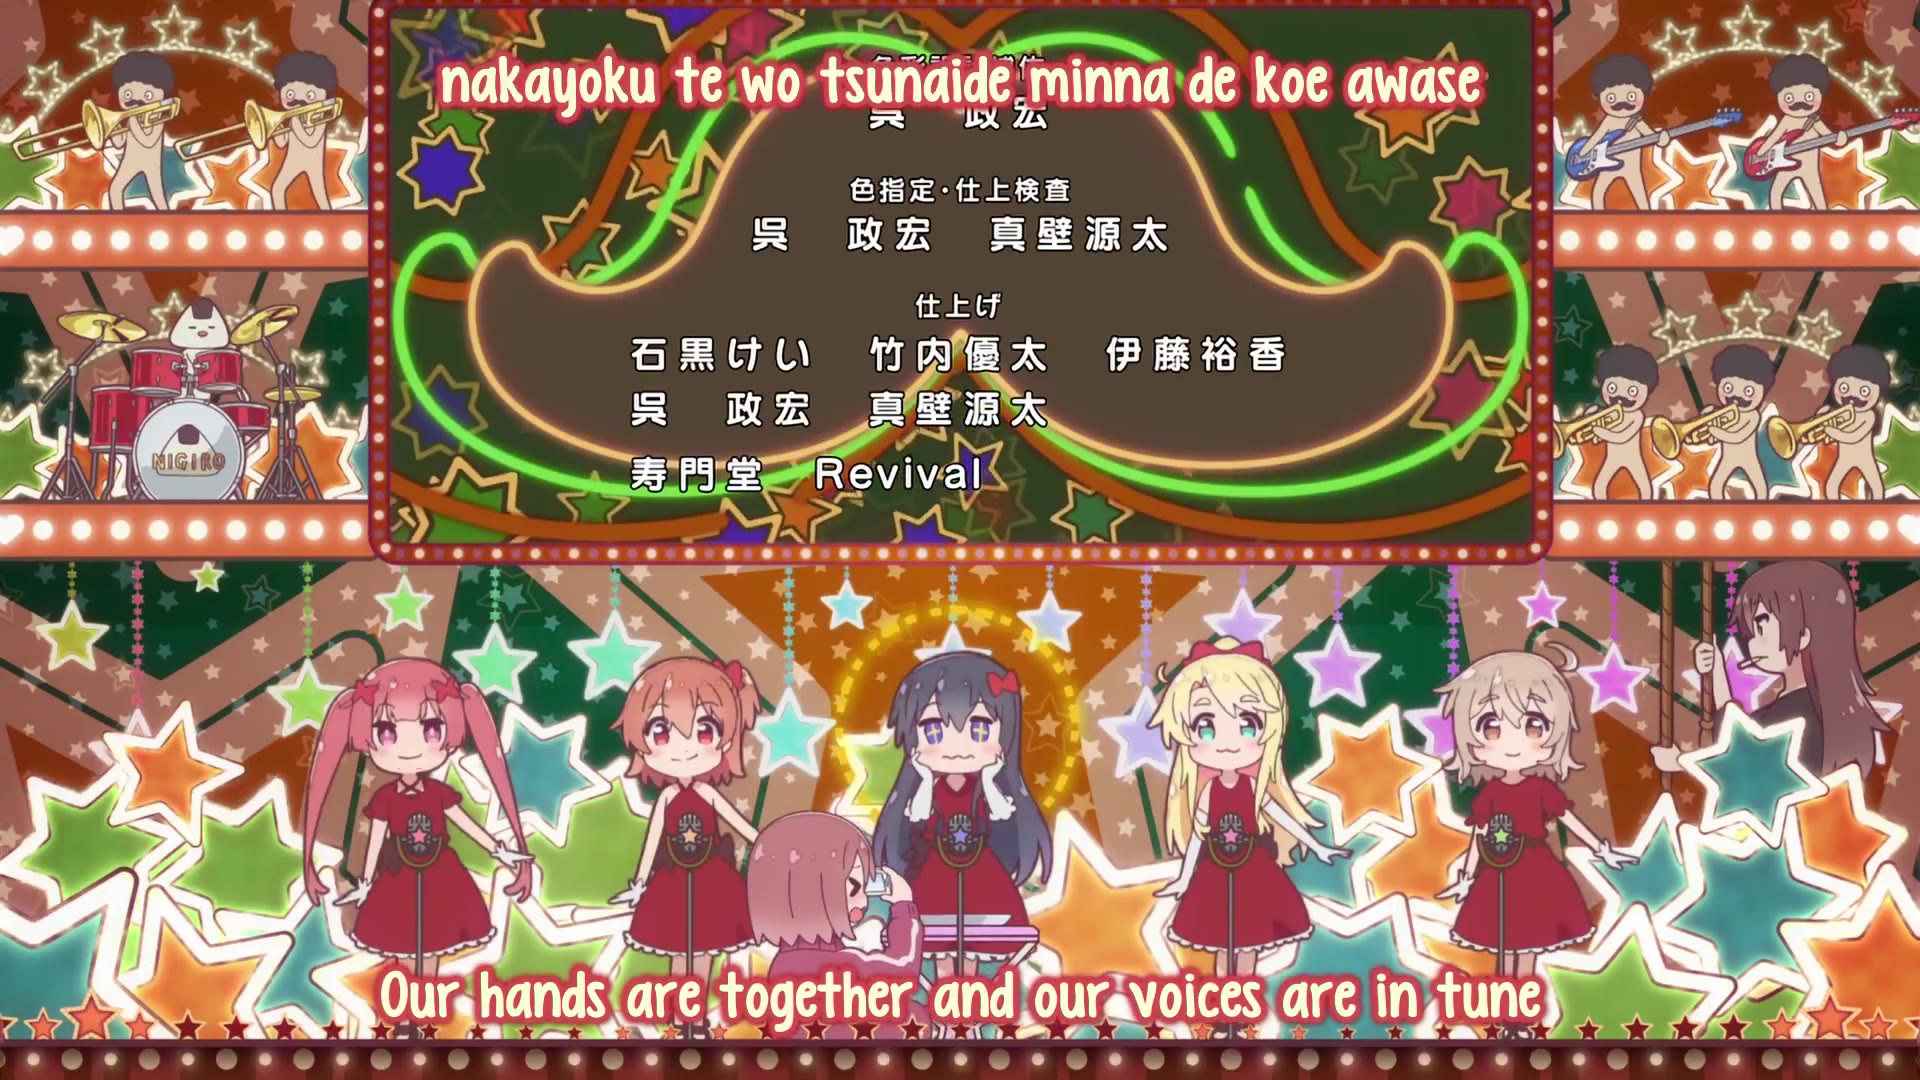 nakayoku te wo tsunaide minna de koe awase
呉 政宏
色指定・仕上検査
呉 政宏 真壁源太
仕上げ
石黒けい 竹内優太 伊藤裕香
呉 政宏 真壁源太
寿門堂 Revival
NIGIRO
Our hands are together and our voices are in tune